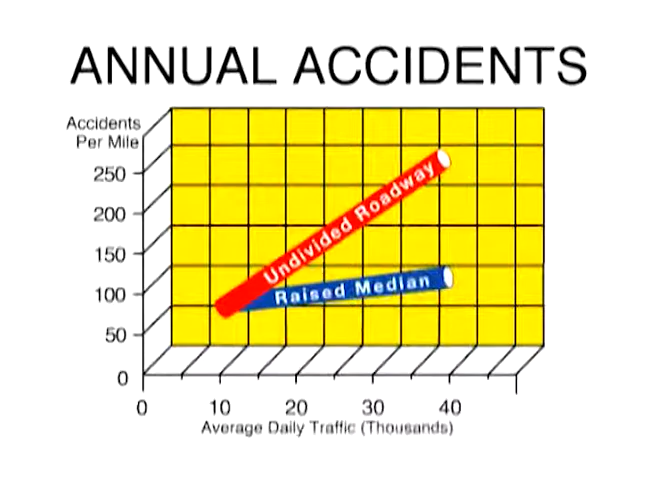 ANNUAL ACCIDENTS
Accidents
Per Mile
250
200
150
100
50
0
Undivided Roadway
Raised Median
0 10 20 30 40
Average Daily Traffic (Thousands)